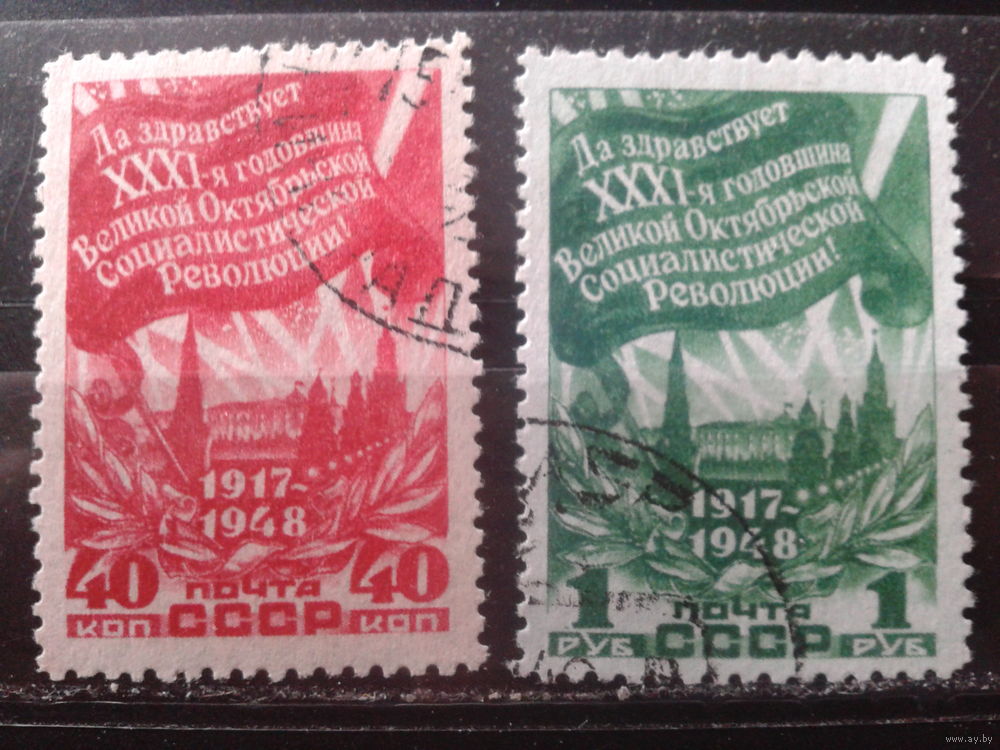 Да здравствует
XXXI-я годовщина
Великой Октябрьской
Социалистической
Революции!
1917~
1948
40 40
коп почта коп
СССР
Да здравствует
XXXI-я годовщина
Великой Октябрьской
Социалистической
Революции!
1917~
1948
1 1
руб почта руб
СССР
www.ay.by